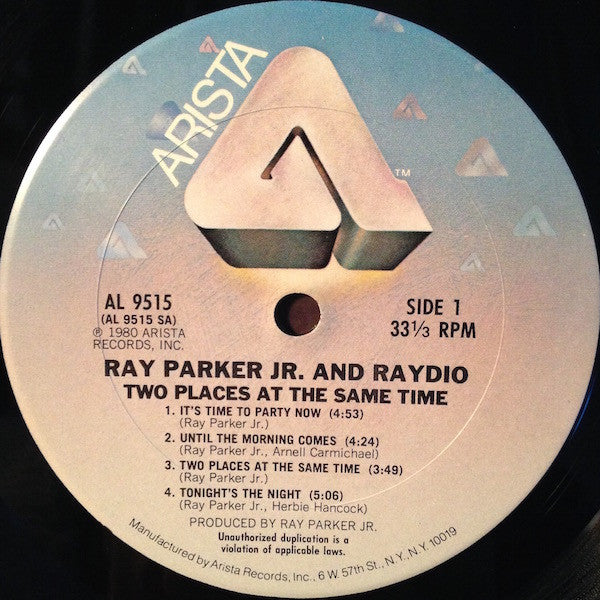 ARISTA
TM
AL 9515
(AL 9515 SA)
℗ 1980 ARISTA
RECORDS, INC.
SIDE 1
33⅓ RPM
RAY PARKER JR. AND RAYDIO
TWO PLACES AT THE SAME TIME
1. IT'S TIME TO PARTY NOW (4:53)
(Ray Parker Jr.)
2. UNTIL THE MORNING COMES (4:24)
(Ray Parker Jr., Arnell Carmichael)
3. TWO PLACES AT THE SAME TIME (3:49)
(Ray Parker Jr.)
4. TONIGHT'S THE NIGHT (5:06)
(Ray Parker Jr., Herbie Hancock)
PRODUCED BY RAY PARKER JR.
Unauthorized duplication is a
violation of applicable laws.
Manufactured by Arista Records, Inc., 6 W. 57th St., N.Y., N.Y. 10019